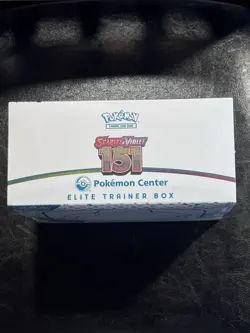 POKÉMON
TRADING CARD GAME
SCARLET & VIOLET
151
Pokémon Center
ELITE TRAINER BOX